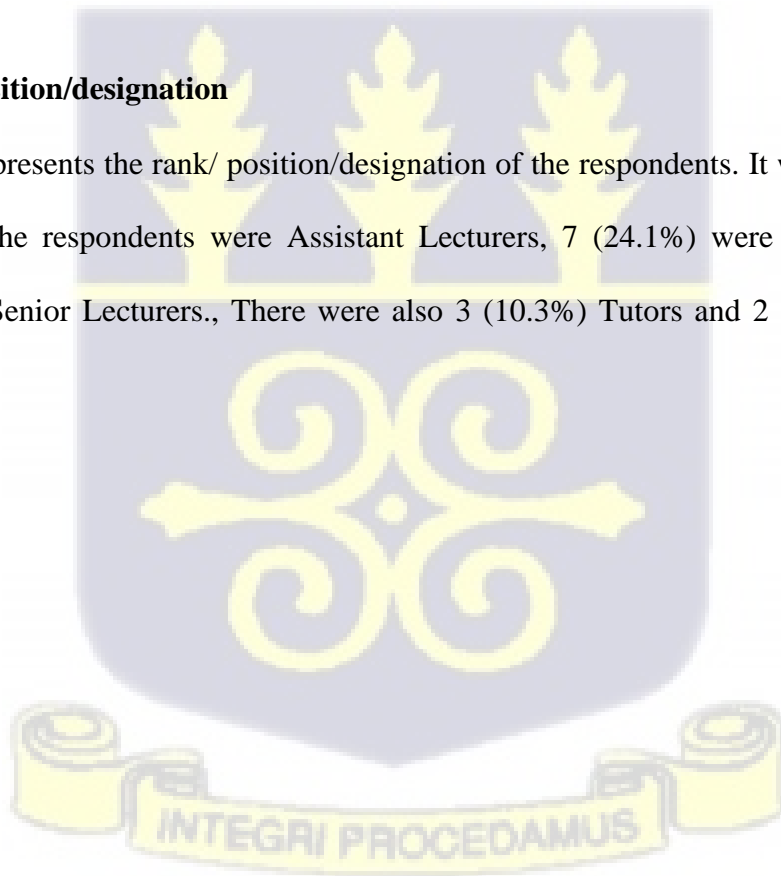 ition/designation
presents the rank/ position/designation of the respondents. It
he respondents were Assistant Lecturers, 7 (24.1%) were
Senior Lecturers., There were also 3 (10.3%) Tutors and 2
INTEGRI PROCEDAMUS